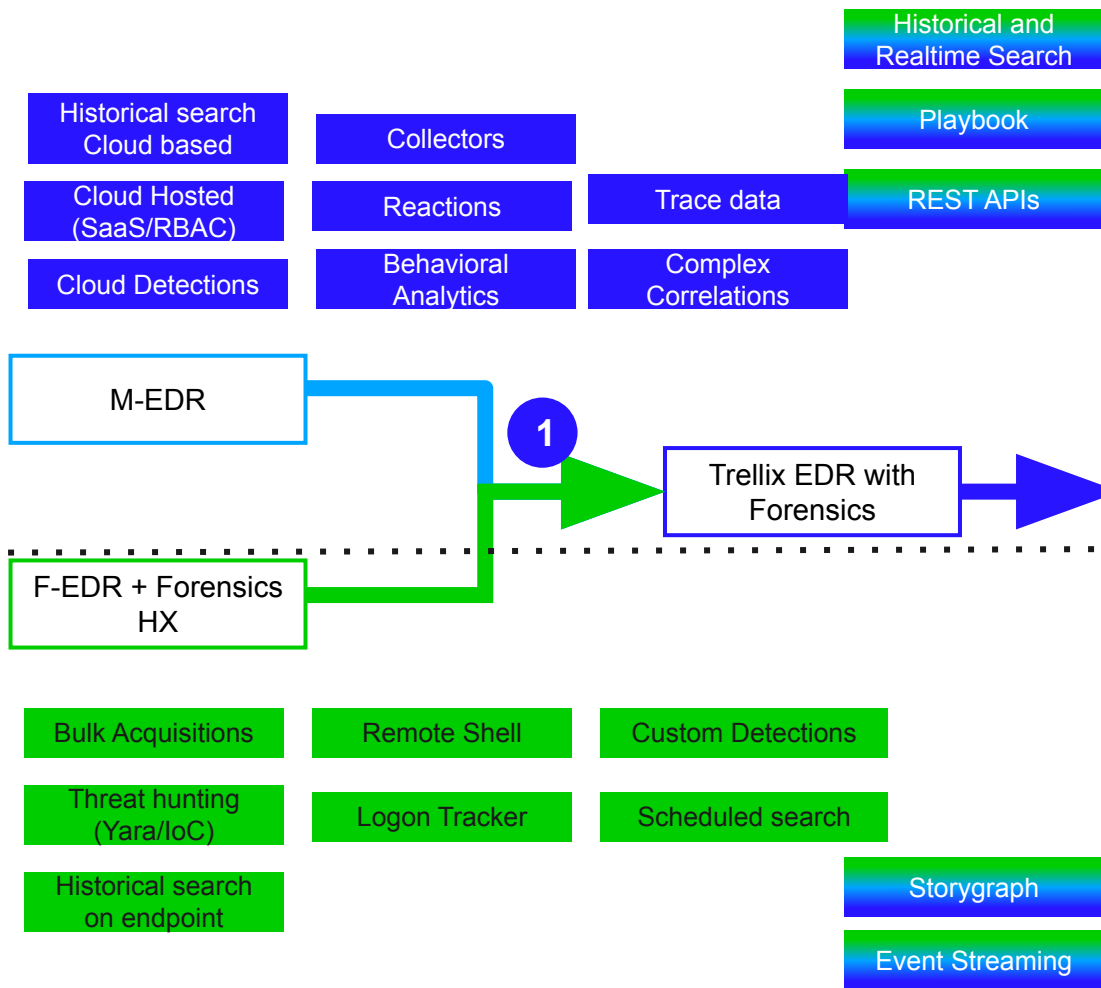 Historical and
Realtime Search
Historical search
Cloud based
Collectors
Playbook
Cloud Hosted
(SaaS/RBAC)
Reactions
Trace data
REST APIs
Cloud Detections
Behavioral
Analytics
Complex
Correlations
M-EDR
1
Trellix EDR with
Forensics
F-EDR + Forensics
HX
Bulk Acquisitions
Remote Shell
Custom Detections
Threat hunting
(Yara/IoC)
Logon Tracker
Scheduled search
Historical search
on endpoint
Storygraph
Event Streaming